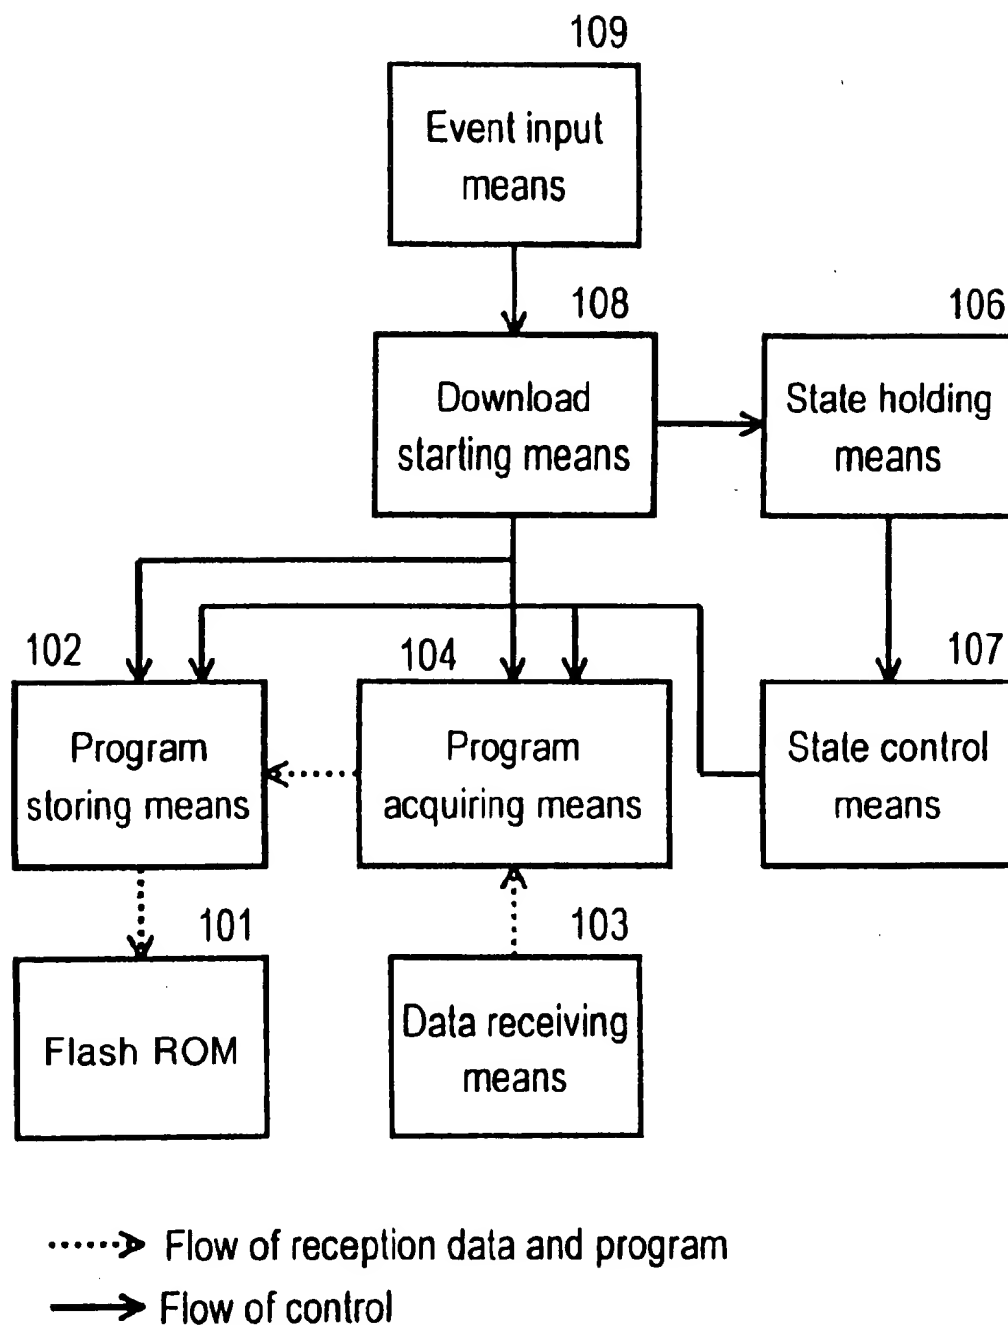 109
Event input
means
108
Download
starting means
106
State holding
means
102
Program
storing means
104
Program
acquiring means
107
State control
means
101
Flash ROM
103
Data receiving
means
Flow of reception data and program
Flow of control